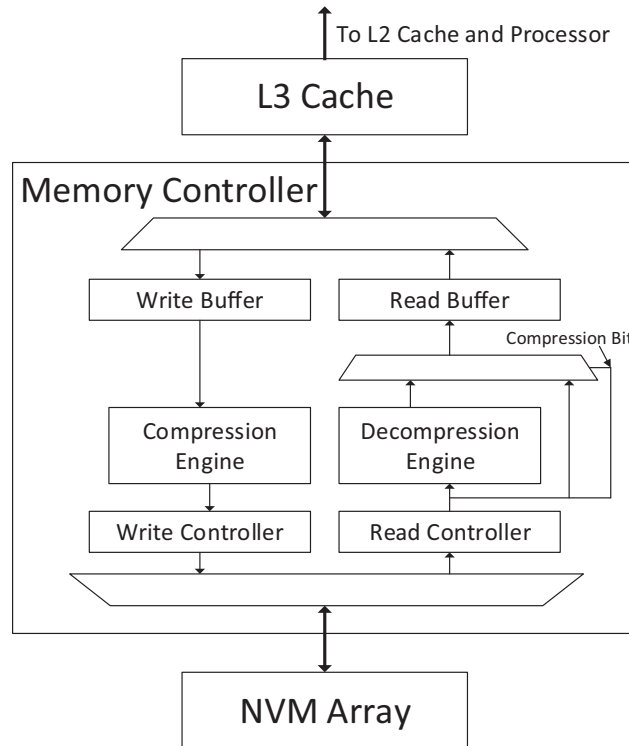 To L2 Cache and Processor
L3 Cache
Memory Controller
Write Buffer
Read Buffer
Compression Bit
Compression
Engine
Decompression
Engine
Write Controller
Read Controller
NVM Array